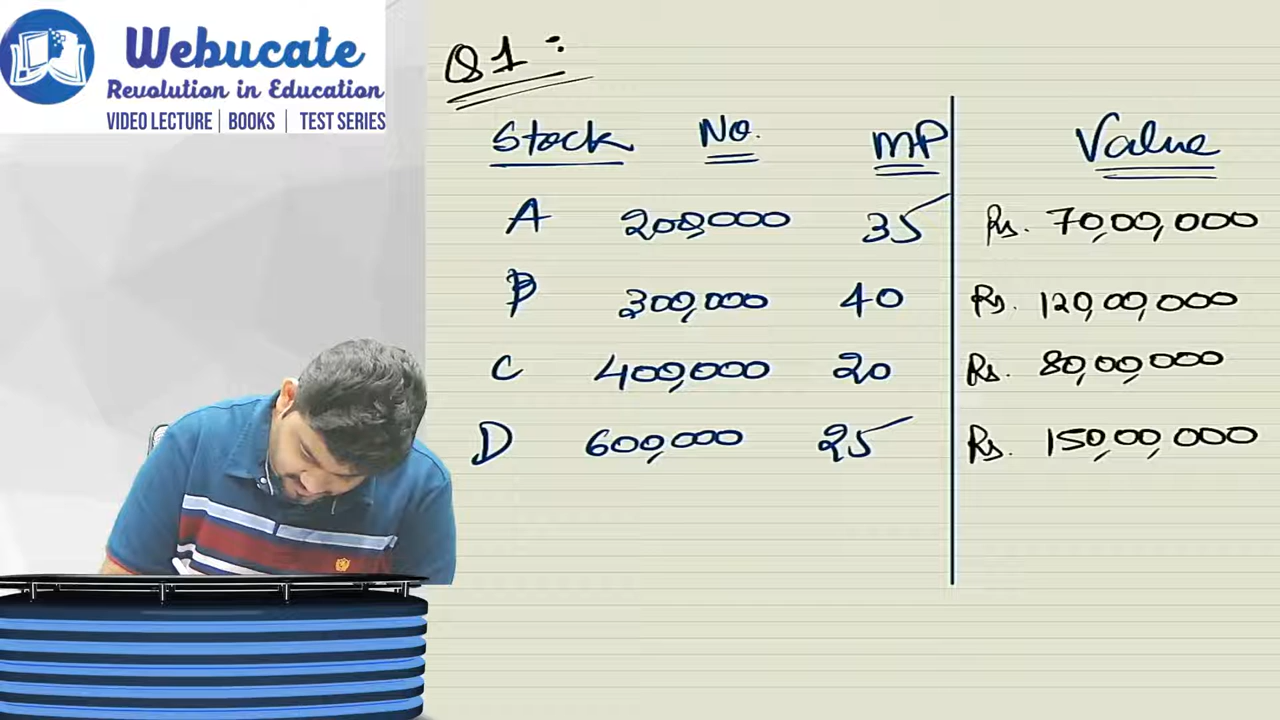 Webucate
Revolution in Education
VIDEO LECTURE | BOOKS | TEST SERIES
Q1:
Stock No. MP Value
A 200,000 35 Rs. 70,00,000
B 300,000 40 Rs. 120,00,000
C 400,000 20 Rs. 80,00,000
D 600,000 25 Rs. 150,00,000